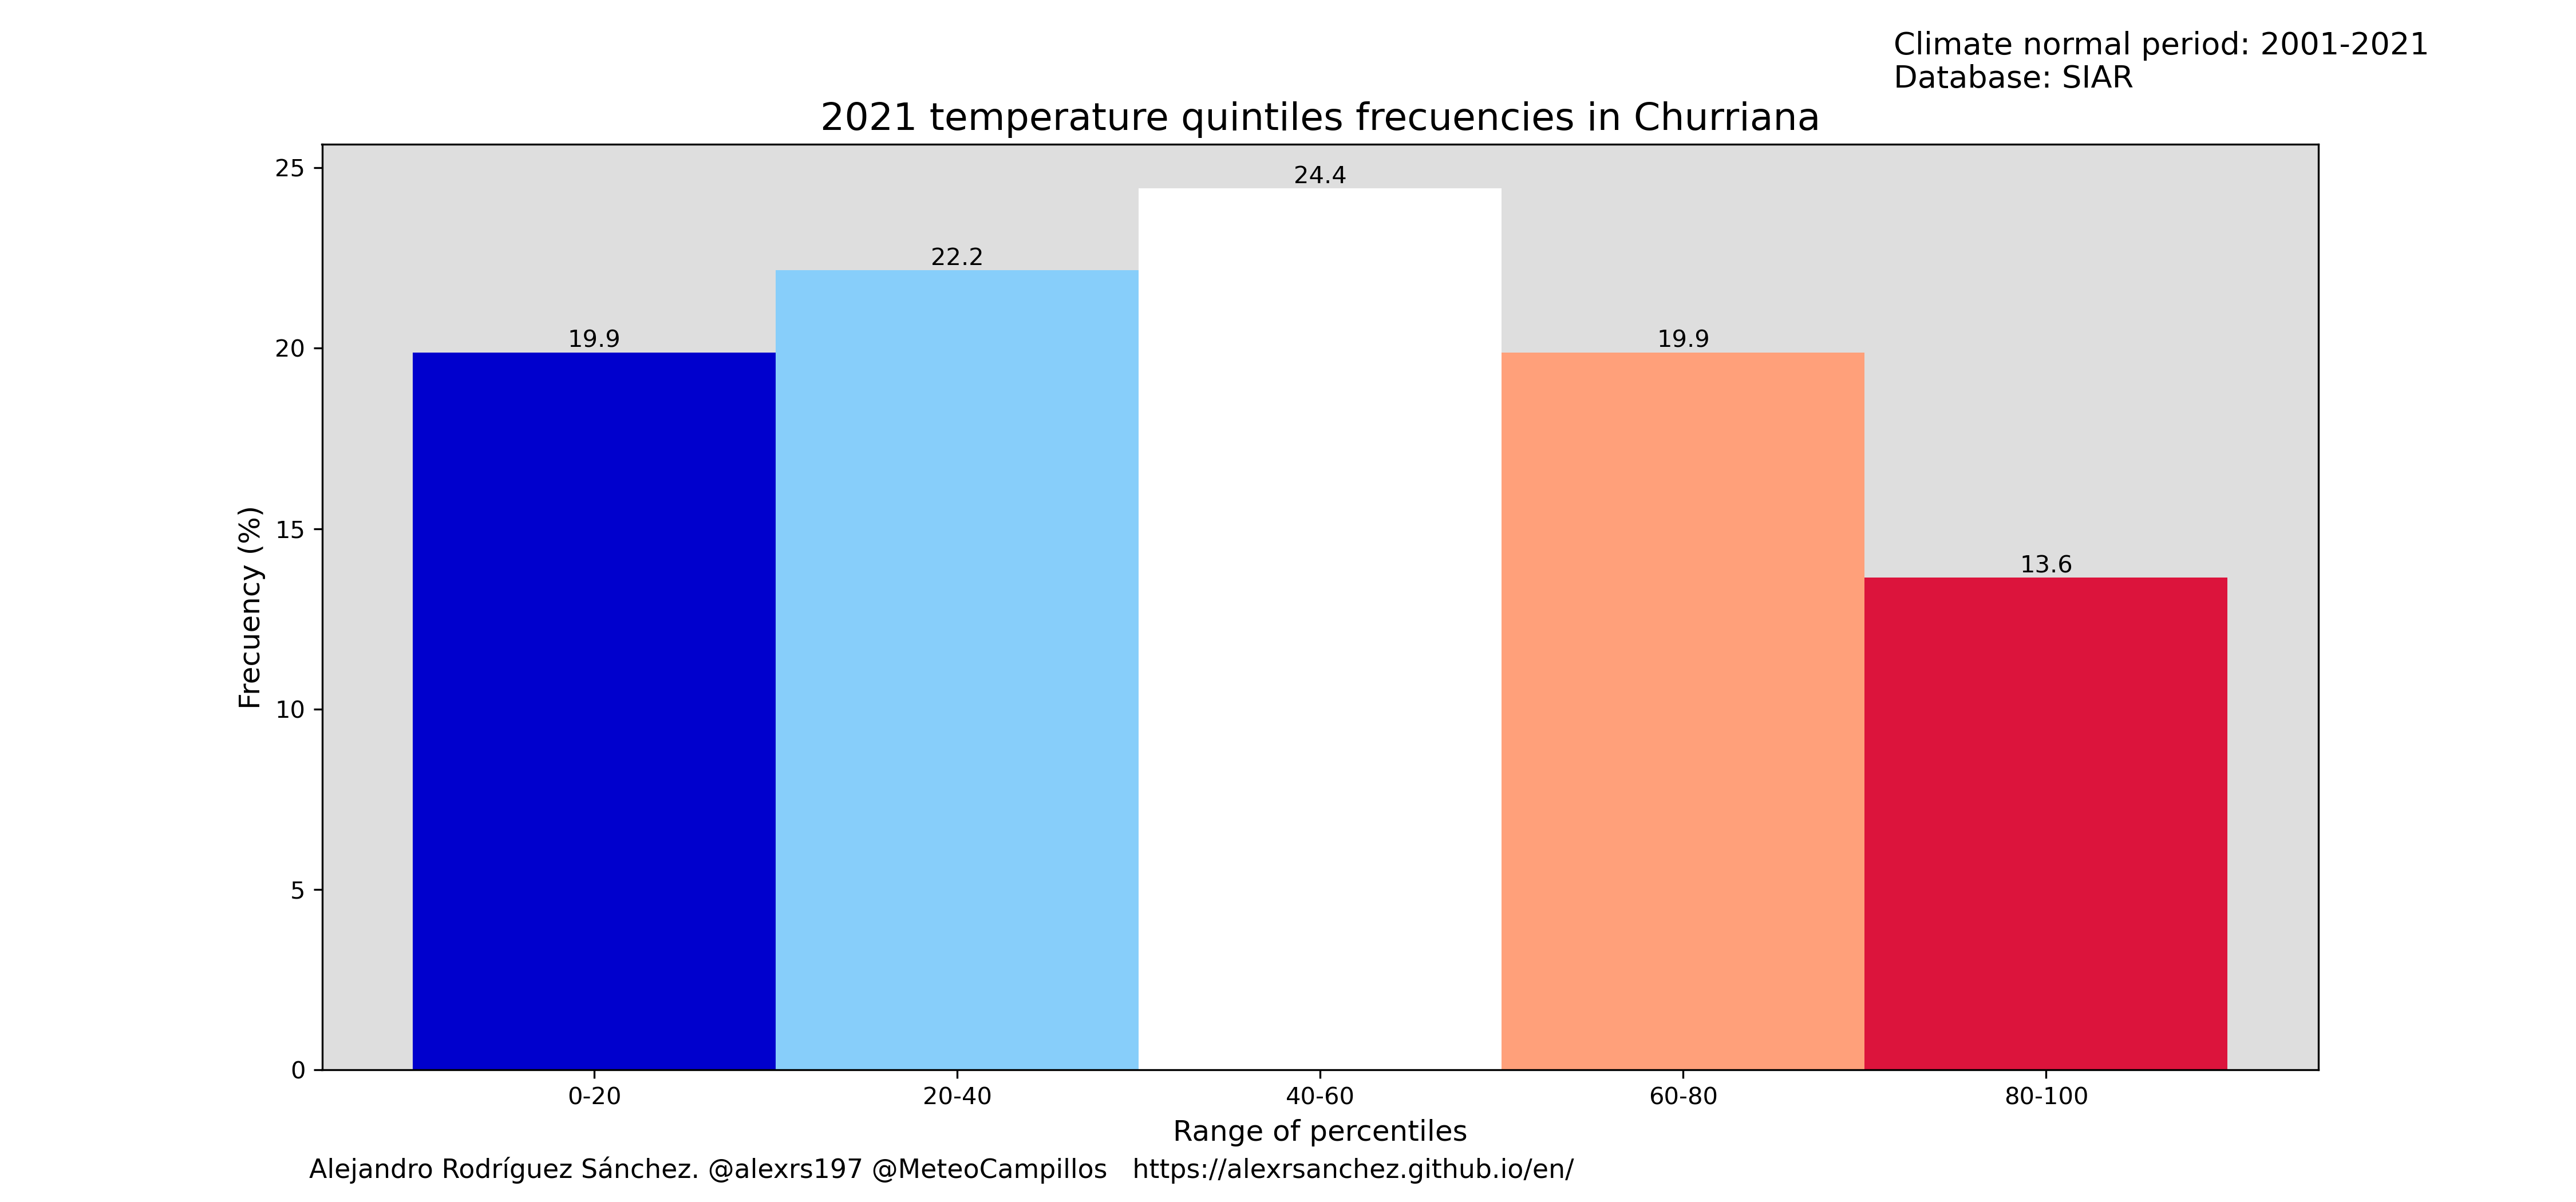 Climate normal period: 2001-2021
Database: SIAR
2021 temperature quintiles frecuencies in Churriana
Frecuency (%)
25
20
15
10
5
0
19.9
22.2
24.4
19.9
13.6
0-20
20-40
40-60
60-80
80-100
Range of percentiles
Alejandro Rodríguez Sánchez. @alexrs197 @MeteoCampillos https://alexrsanchez.github.io/en/